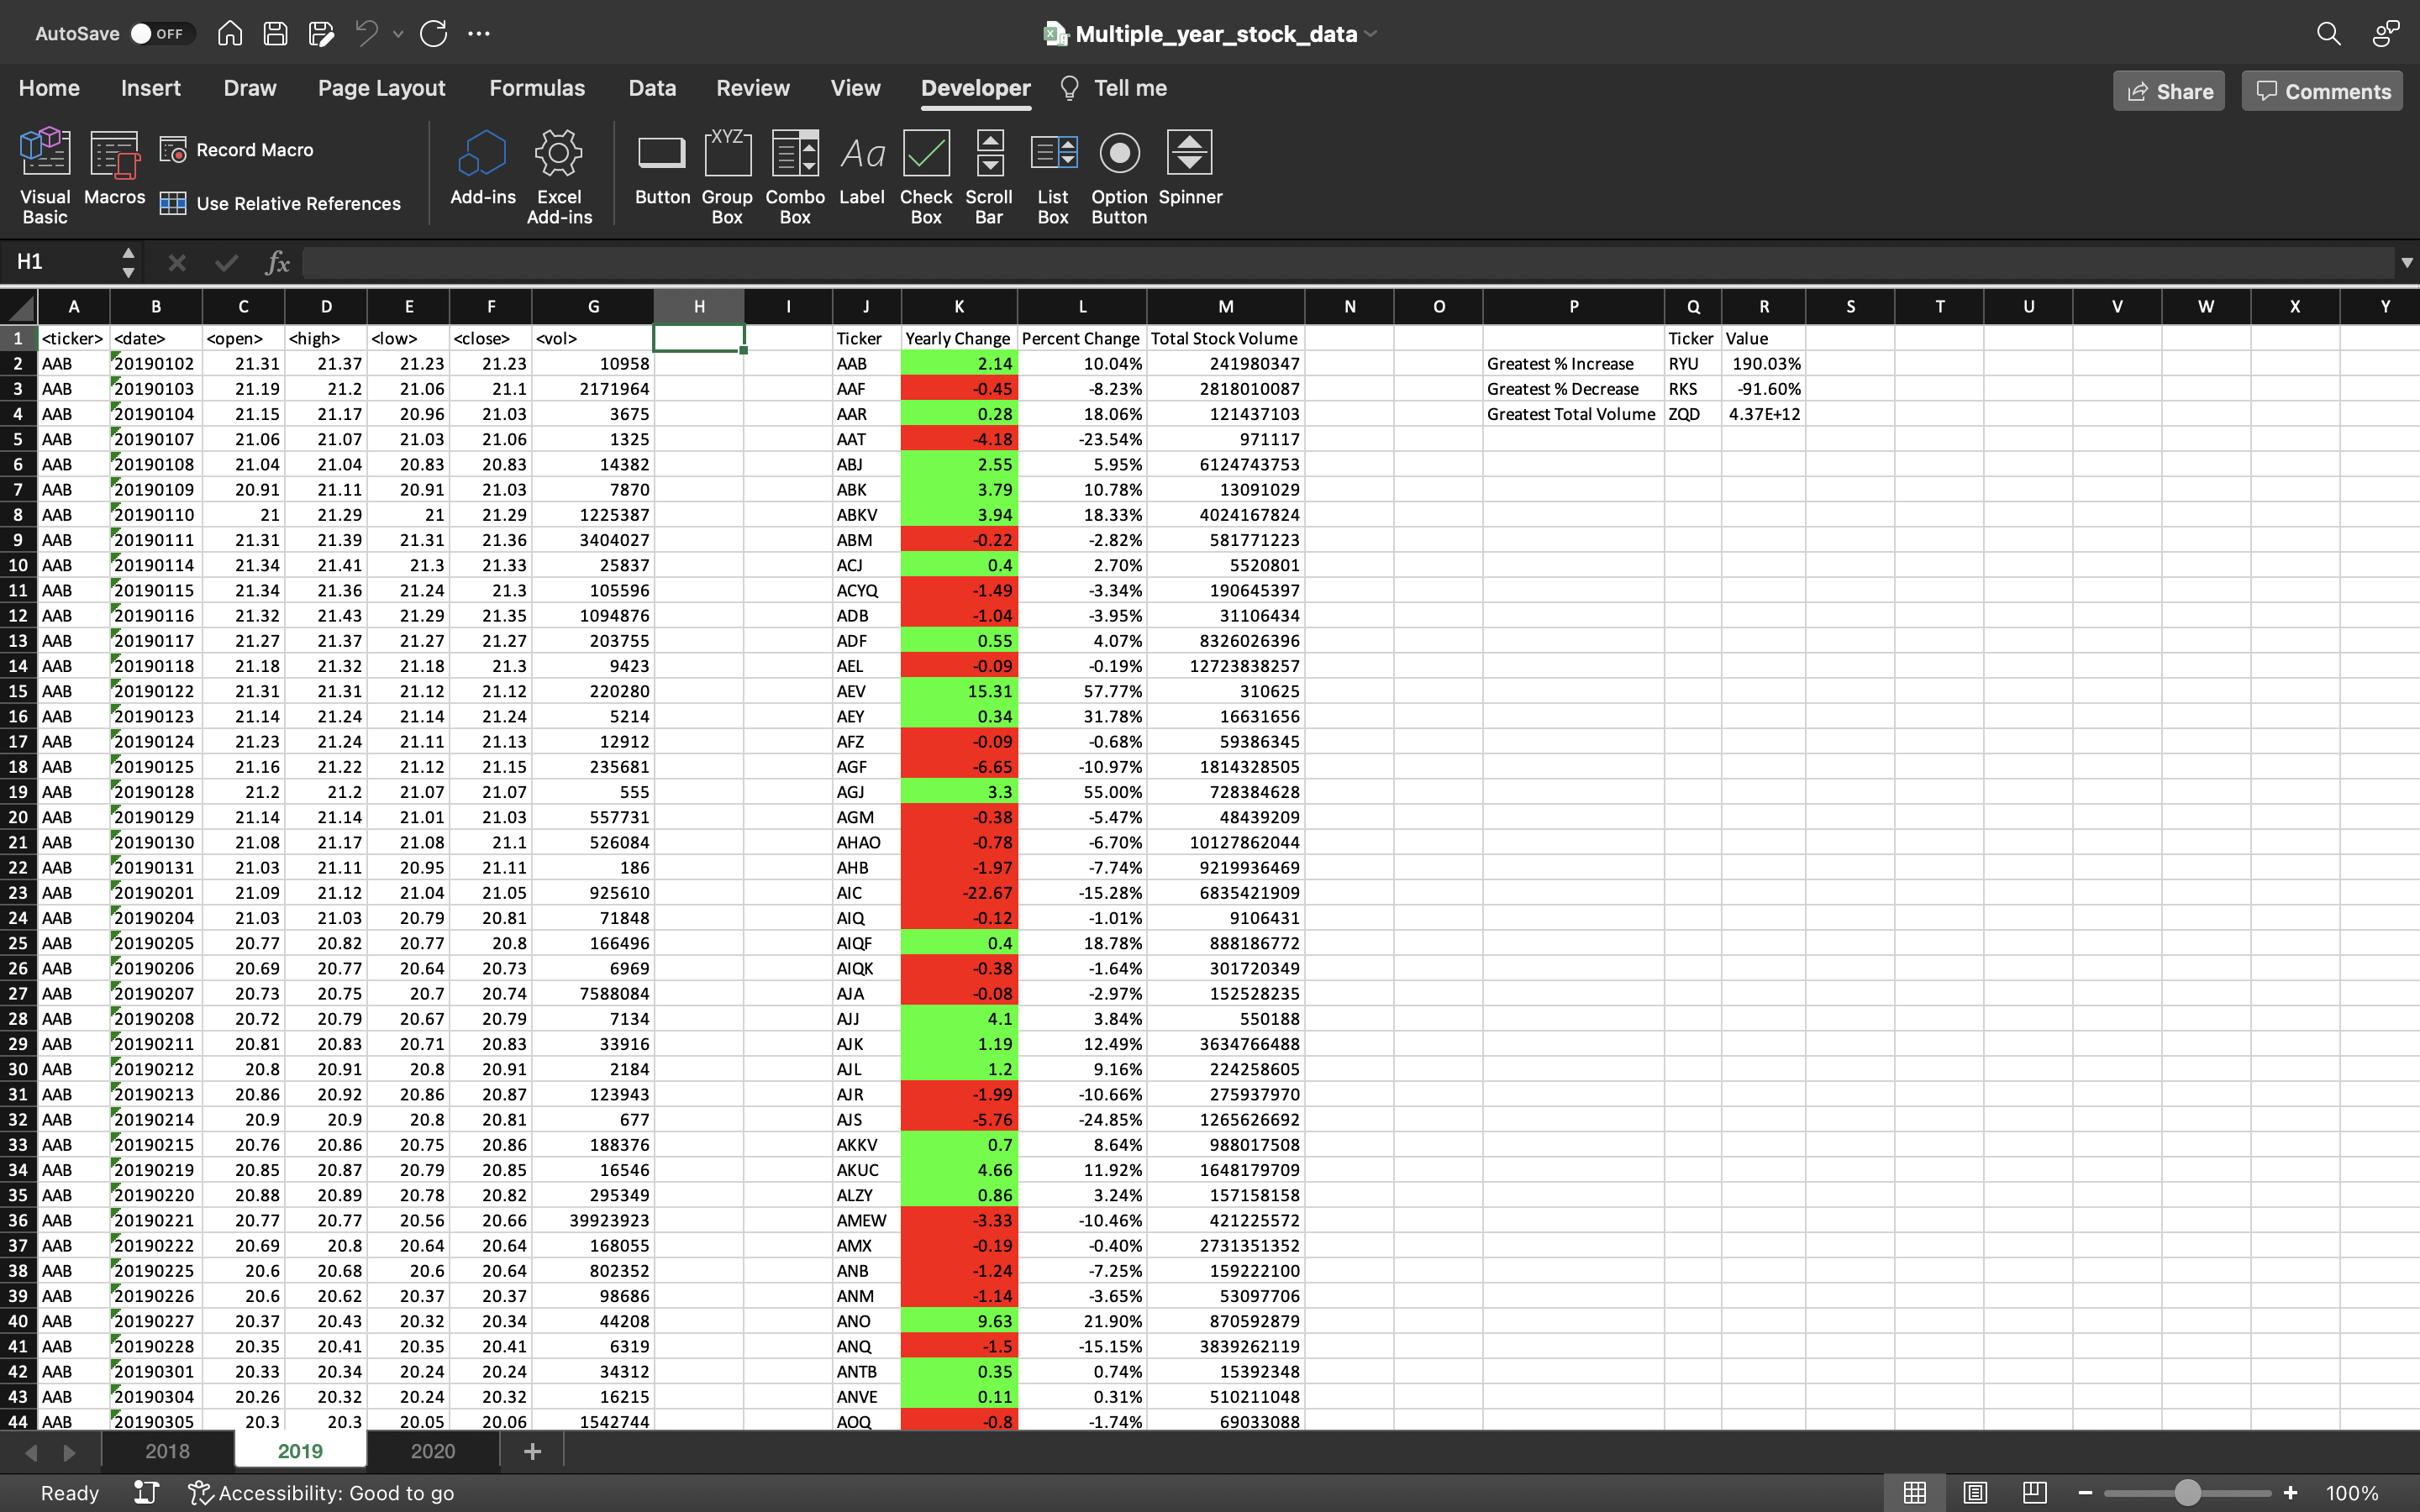 AutoSave OFF Multiple_year_stock_data
Home Insert Draw Page Layout Formulas Data Review View Developer Tell me Share Comments
Visual Basic Macros Record Macro Use Relative References Add-ins Excel Add-ins Button Group Box Combo Box Label Check Box Scroll Bar List Box Option Button Spinner
XYZ Aa
H1 fx
A B C D E F G H I J K L M N O P Q R S T U V W X Y
1 <ticker> <date> <open> <high> <low> <close> <vol> Ticker Yearly Change Percent Change Total Stock Volume Ticker Value
2 AAB 20190102 21.31 21.37 21.23 21.23 10958 AAB 2.14 10.04% 241980347 Greatest % Increase RYU 190.03%
3 AAB 20190103 21.19 21.2 21.06 21.1 2171964 AAF -0.45 -8.23% 2818010087 Greatest % Decrease RKS -91.60%
4 AAB 20190104 21.15 21.17 20.96 21.03 3675 AAR 0.28 18.06% 121437103 Greatest Total Volume ZQD 4.37E+12
5 AAB 20190107 21.06 21.07 21.03 21.06 1325 AAT -4.18 -23.54% 971117
6 AAB 20190108 21.04 21.04 20.83 20.83 14382 ABJ 2.55 5.95% 6124743753
7 AAB 20190109 20.91 21.11 20.91 21.03 7870 ABK 3.79 10.78% 13091029
8 AAB 20190110 21 21.29 21 21.29 1225387 ABKV 3.94 18.33% 4024167824
9 AAB 20190111 21.31 21.39 21.31 21.36 3404027 ABM -0.22 -2.82% 581771223
10 AAB 20190114 21.34 21.41 21.3 21.33 25837 ACJ 0.4 2.70% 5520801
11 AAB 20190115 21.34 21.36 21.24 21.3 105596 ACYQ -1.49 -3.34% 190645397
12 AAB 20190116 21.32 21.43 21.29 21.35 1094876 ADB -1.04 -3.95% 31106434
13 AAB 20190117 21.27 21.37 21.27 21.27 203755 ADF 0.55 4.07% 8326026396
14 AAB 20190118 21.18 21.32 21.18 21.3 9423 AEL -0.09 -0.19% 12723838257
15 AAB 20190122 21.31 21.31 21.12 21.12 220280 AEV 15.31 57.77% 310625
16 AAB 20190123 21.14 21.24 21.14 21.24 5214 AEY 0.34 31.78% 16631656
17 AAB 20190124 21.23 21.24 21.11 21.13 12912 AFZ -0.09 -0.68% 59386345
18 AAB 20190125 21.16 21.22 21.12 21.15 235681 AGF -6.65 -10.97% 1814328505
19 AAB 20190128 21.2 21.2 21.07 21.07 555 AGJ 3.3 55.00% 728384628
20 AAB 20190129 21.14 21.14 21.01 21.03 557731 AGM -0.38 -5.47% 48439209
21 AAB 20190130 21.08 21.17 21.08 21.1 526084 AHAO -0.78 -6.70% 10127862044
22 AAB 20190131 21.03 21.11 20.95 21.11 186 AHB -1.97 -7.74% 9219936469
23 AAB 20190201 21.09 21.12 21.04 21.05 925610 AIC -22.67 -15.28% 6835421909
24 AAB 20190204 21.03 21.03 20.79 20.81 71848 AIQ -0.12 -1.01% 9106431
25 AAB 20190205 20.77 20.82 20.77 20.8 166496 AIQF 0.4 18.78% 888186772
26 AAB 20190206 20.69 20.77 20.64 20.73 6969 AIQK -0.38 -1.64% 301720349
27 AAB 20190207 20.73 20.75 20.7 20.74 7588084 AJA -0.08 -2.97% 152528235
28 AAB 20190208 20.72 20.79 20.67 20.79 7134 AJJ 4.1 3.84% 550188
29 AAB 20190211 20.81 20.83 20.71 20.83 33916 AJK 1.19 12.49% 3634766488
30 AAB 20190212 20.8 20.91 20.8 20.91 2184 AJL 1.2 9.16% 224258605
31 AAB 20190213 20.86 20.92 20.86 20.87 123943 AJR -1.99 -10.66% 275937970
32 AAB 20190214 20.9 20.9 20.8 20.81 677 AJS -5.76 -24.85% 1265626692
33 AAB 20190215 20.76 20.86 20.75 20.86 188376 AKKV 0.7 8.64% 988017508
34 AAB 20190219 20.85 20.87 20.79 20.85 16546 AKUC 4.66 11.92% 1648179709
35 AAB 20190220 20.88 20.89 20.78 20.82 295349 ALZY 0.86 3.24% 157158158
36 AAB 20190221 20.77 20.77 20.56 20.66 39923923 AMEW -3.33 -10.46% 421225572
37 AAB 20190222 20.69 20.8 20.64 20.64 168055 AMX -0.19 -0.40% 2731351352
38 AAB 20190225 20.6 20.68 20.6 20.64 802352 ANB -1.24 -7.25% 159222100
39 AAB 20190226 20.6 20.62 20.37 20.37 98686 ANM -1.14 -3.65% 53097706
40 AAB 20190227 20.37 20.43 20.32 20.34 44208 ANO 9.63 21.90% 870592879
41 AAB 20190228 20.35 20.41 20.35 20.41 6319 ANQ -1.5 -15.15% 3839262119
42 AAB 20190301 20.33 20.34 20.24 20.24 34312 ANTB 0.35 0.74% 15392348
43 AAB 20190304 20.26 20.32 20.24 20.32 16215 ANVE 0.11 0.31% 510211048
44 AAB 20190305 20.3 20.3 20.05 20.06 1542744 AOQ -0.8 -1.74% 69033088
2018 2019 2020 +
Ready Accessibility: Good to go 100%